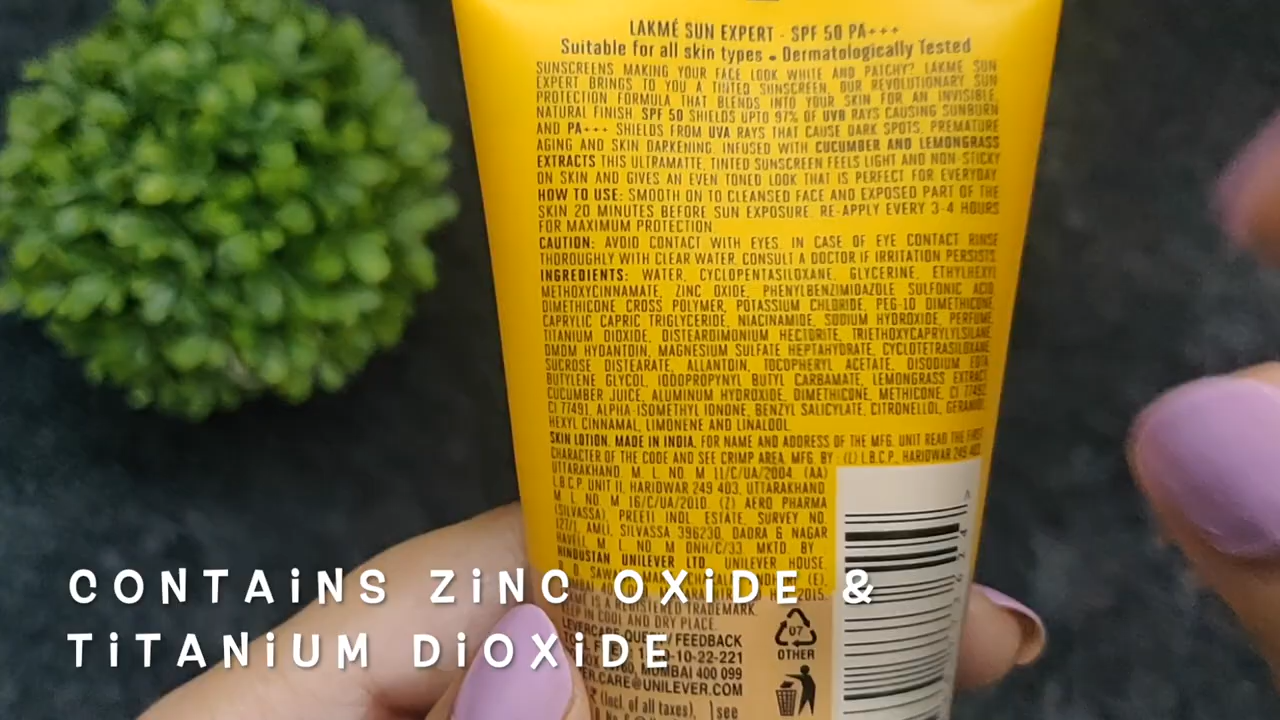 LAKMÉ SUN EXPERT - SPF 50 PA+++
Suitable for all skin types • Dermatologically Tested
SUNSCREENS MAKING YOUR FACE LOOK WHITE AND PATCHY? LAKME SUN
EXPERT BRINGS TO YOU A TINTED SUNSCREEN. OUR REVOLUTIONARY SUN
PROTECTION FORMULA THAT BLENDS INTO YOUR SKIN FOR AN INVISIBLE,
NATURAL FINISH. SPF 50 SHIELDS UPTO 97% OF UVB RAYS CAUSING SUNBURN
AND PA+++ SHIELDS FROM UVA RAYS THAT CAUSE DARK SPOTS, PREMATURE
AGING AND SKIN DARKENING. INFUSED WITH CUCUMBER AND LEMONGRASS
EXTRACTS THIS ULTRAMATTE, TINTED SUNSCREEN FEELS LIGHT AND NON-STICKY
ON SKIN AND GIVES AN EVEN TONED LOOK THAT IS PERFECT FOR EVERYDAY
HOW TO USE: SMOOTH ON TO CLEANSED FACE AND EXPOSED PART OF THE
SKIN 20 MINUTES BEFORE SUN EXPOSURE. RE-APPLY EVERY 3-4 HOURS
FOR MAXIMUM PROTECTION.
CAUTION: AVOID CONTACT WITH EYES. IN CASE OF EYE CONTACT RINSE
THOROUGHLY WITH CLEAR WATER. CONSULT A DOCTOR IF IRRITATION PERSISTS.
INGREDIENTS: WATER, CYCLOPENTASILOXANE, GLYCERINE, ETHYLHEXYL
METHOXYCINNAMATE, ZINC OXIDE, PHENYLBENZIMIDAZOLE SULFONIC ACID,
DIMETHICONE CROSS POLYMER, POTASSIUM CHLORIDE, PEG-10 DIMETHICONE,
CAPRYLIC CAPRIC TRIGLYCERIDE, NIACINAMIDE, SODIUM HYDROXIDE, PERFUME,
TITANIUM DIOXIDE, DISTEARDIMONIUM HECTORITE, TRIETHOXYCAPRYLYLSILANE,
DMDM HYDANTOIN, MAGNESIUM SULFATE HEPTAHYDRATE, CYCLOTETRASILOXANE,
SUCROSE DISTEARATE, ALLANTOIN, TOCOPHERYL ACETATE, DISODIUM EDTA,
BUTYLENE GLYCOL, IODOPROPYNYL BUTYL CARBAMATE, LEMONGRASS EXTRACT,
CUCUMBER JUICE, ALUMINUM HYDROXIDE, DIMETHICONE, METHICONE, CI 77492,
CI 77491, ALPHA-ISOMETHYL IONONE, BENZYL SALICYLATE, CITRONELLOL, GERANIOL,
HEXYL CINNAMAL, LIMONENE AND LINALOOL.
SKIN LOTION. MADE IN INDIA. FOR NAME AND ADDRESS OF THE MFG. UNIT READ THE FIRST
CHARACTER OF THE CODE AND SEE CRIMP AREA. MFG. BY : (L) L.B.C.P., HARIDWAR 249 403,
UTTARAKHAND. M. L. NO. M 11/C/UA/2004. (AA)
L.B.C.P. UNIT II, HARIDWAR 249 403, UTTARAKHAND
M. L. NO. M 16/C/UA/2010. (Z) AERO PHARMA
(SILVASSA), PREETI INDL. ESTATE, SURVEY NO.
(27/1, AMLI, SILVASSA 396230, DADRA & NAGAR
HAVELI, M. L. NO. M DNH/C/33. MKTD. BY
HINDUSTAN UNILEVER LTD., UNILEVER HOUSE,
IS A REGISTERED TRADEMARK.
KEEP IN COOL AND DRY PLACE.
LEVERCARE: QUERY/FEEDBACK
-10-22-221
MUMBAI 400 099
CARE@UNILEVER.COM
(incl. of all taxes), see
07
OTHER
CONTAiNS ZiNC OXiDE &
TiTANiUM DiOXiDE